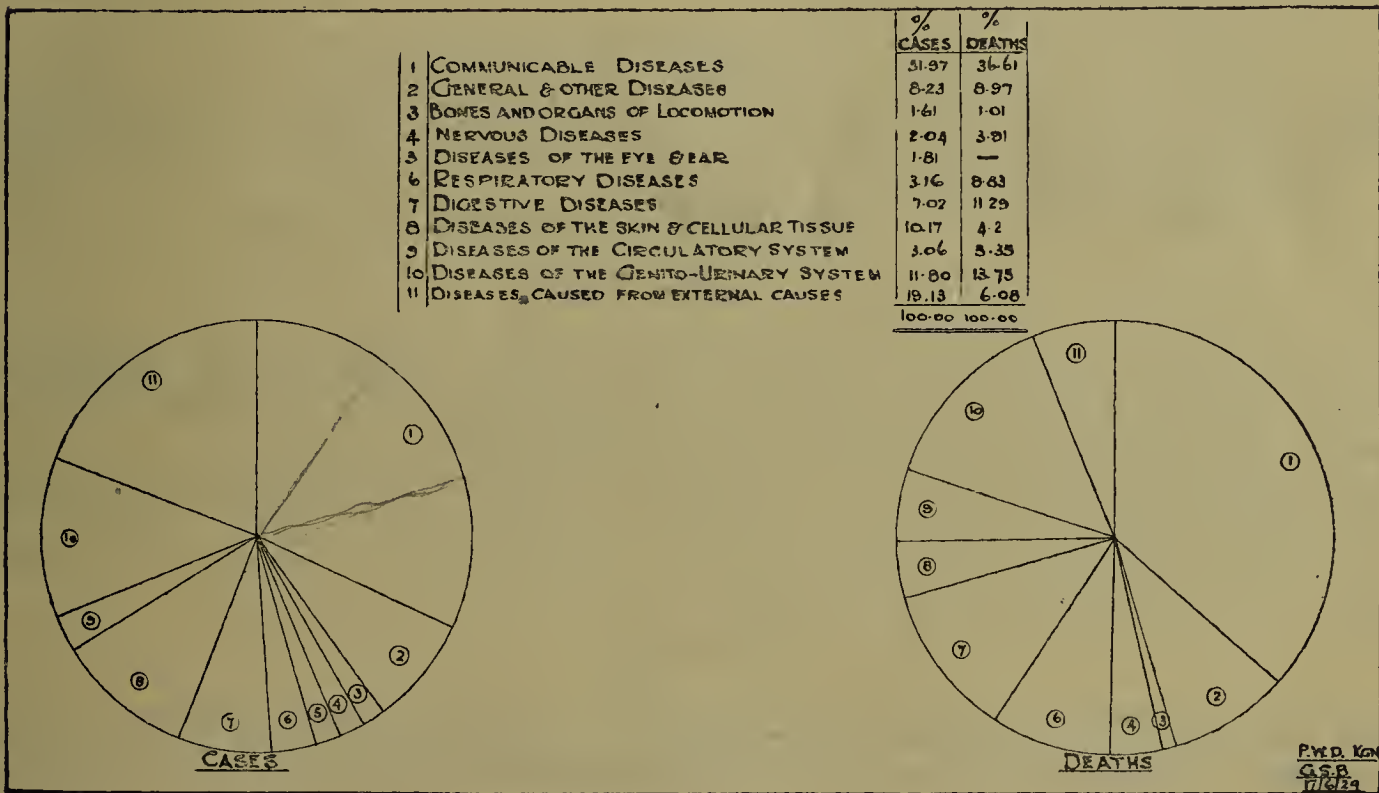 % %
CASES DEATHS
1 COMMUNICABLE DISEASES 31.97 36.61
2 GENERAL & OTHER DISEASES 8.23 8.97
3 BONES AND ORGANS OF LOCOMOTION 1.61 1.01
4 NERVOUS DISEASES 2.04 3.91
5 DISEASES OF THE EYE & EAR 1.81 —
6 RESPIRATORY DISEASES 3.16 8.83
7 DIGESTIVE DISEASES 7.02 11.29
8 DISEASES OF THE SKIN & CELLULAR TISSUE 10.17 4.2
9 DISEASES OF THE CIRCULATORY SYSTEM 3.06 5.35
10 DISEASES OF THE GENITO-URINARY SYSTEM 11.80 13.75
11 DISEASES CAUSED FROM EXTERNAL CAUSES 19.13 6.08
100.00 100.00
11
1
10
9
8
7
6
5
4
3
2
CASES
11
1
10
9
8
7
6
4
3
2
DEATHS
P.W.D. KGN
G.S.B
17/6/29